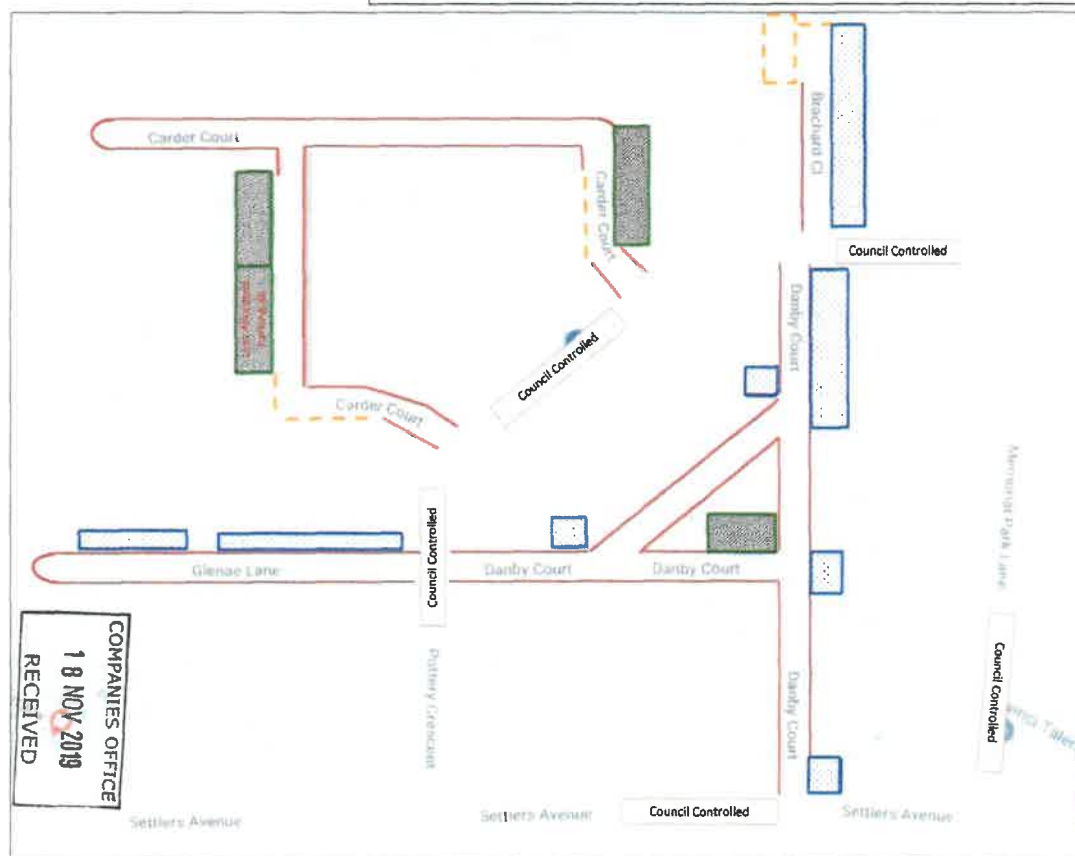 Brachard Cl
Carder Court
Carder Court
Council Controlled
Danby Court
Council Controlled
Carder Court
Memorial Park Lane
Council Controlled
Glenae Lane
Danby Court
Danby Court
COMPANIES OFFICE
18 NOV 2019
RECEIVED
Pottery Crescent
Danby Court
Council Controlled
Settlers Avenue
Settlers Avenue
Council Controlled
Settlers Avenue